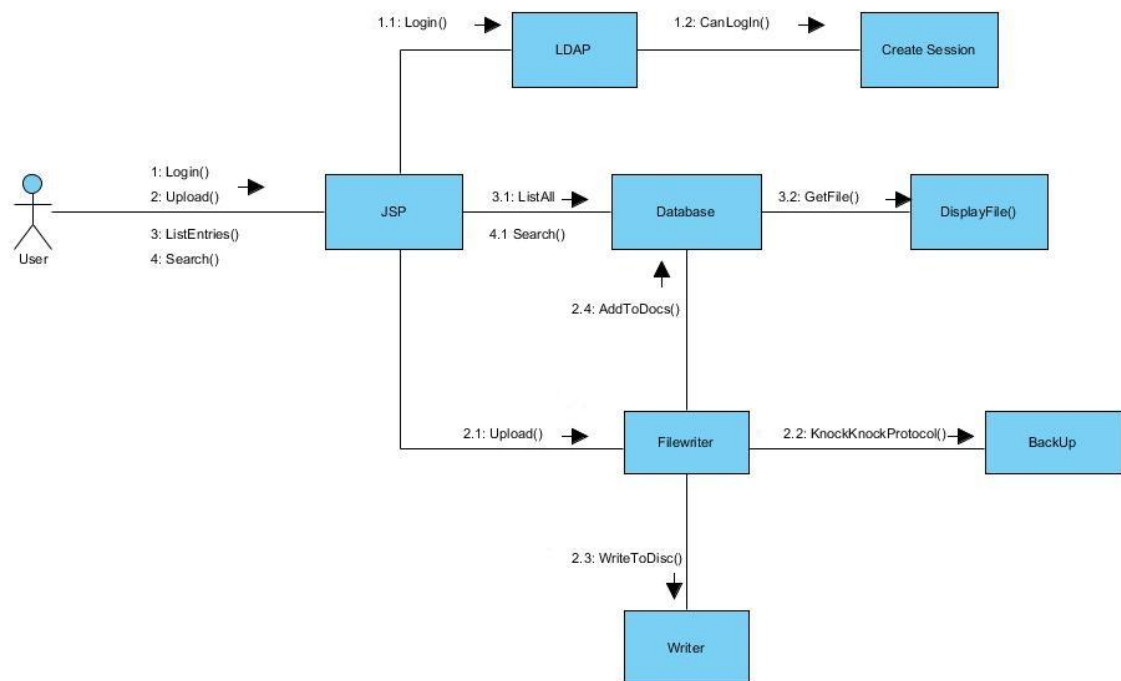 1.1: Login()
1.2: CanLogIn()
LDAP
Create Session
1: Login()
2: Upload()
3: ListEntries()
4: Search()
User
JSP
3.1: ListAll
4.1 Search()
Database
3.2: GetFile()
DisplayFile()
2.4: AddToDocs()
2.1: Upload()
Filewriter
2.2: KnockKnockProtocol()
BackUp
2.3: WriteToDisc()
Writer